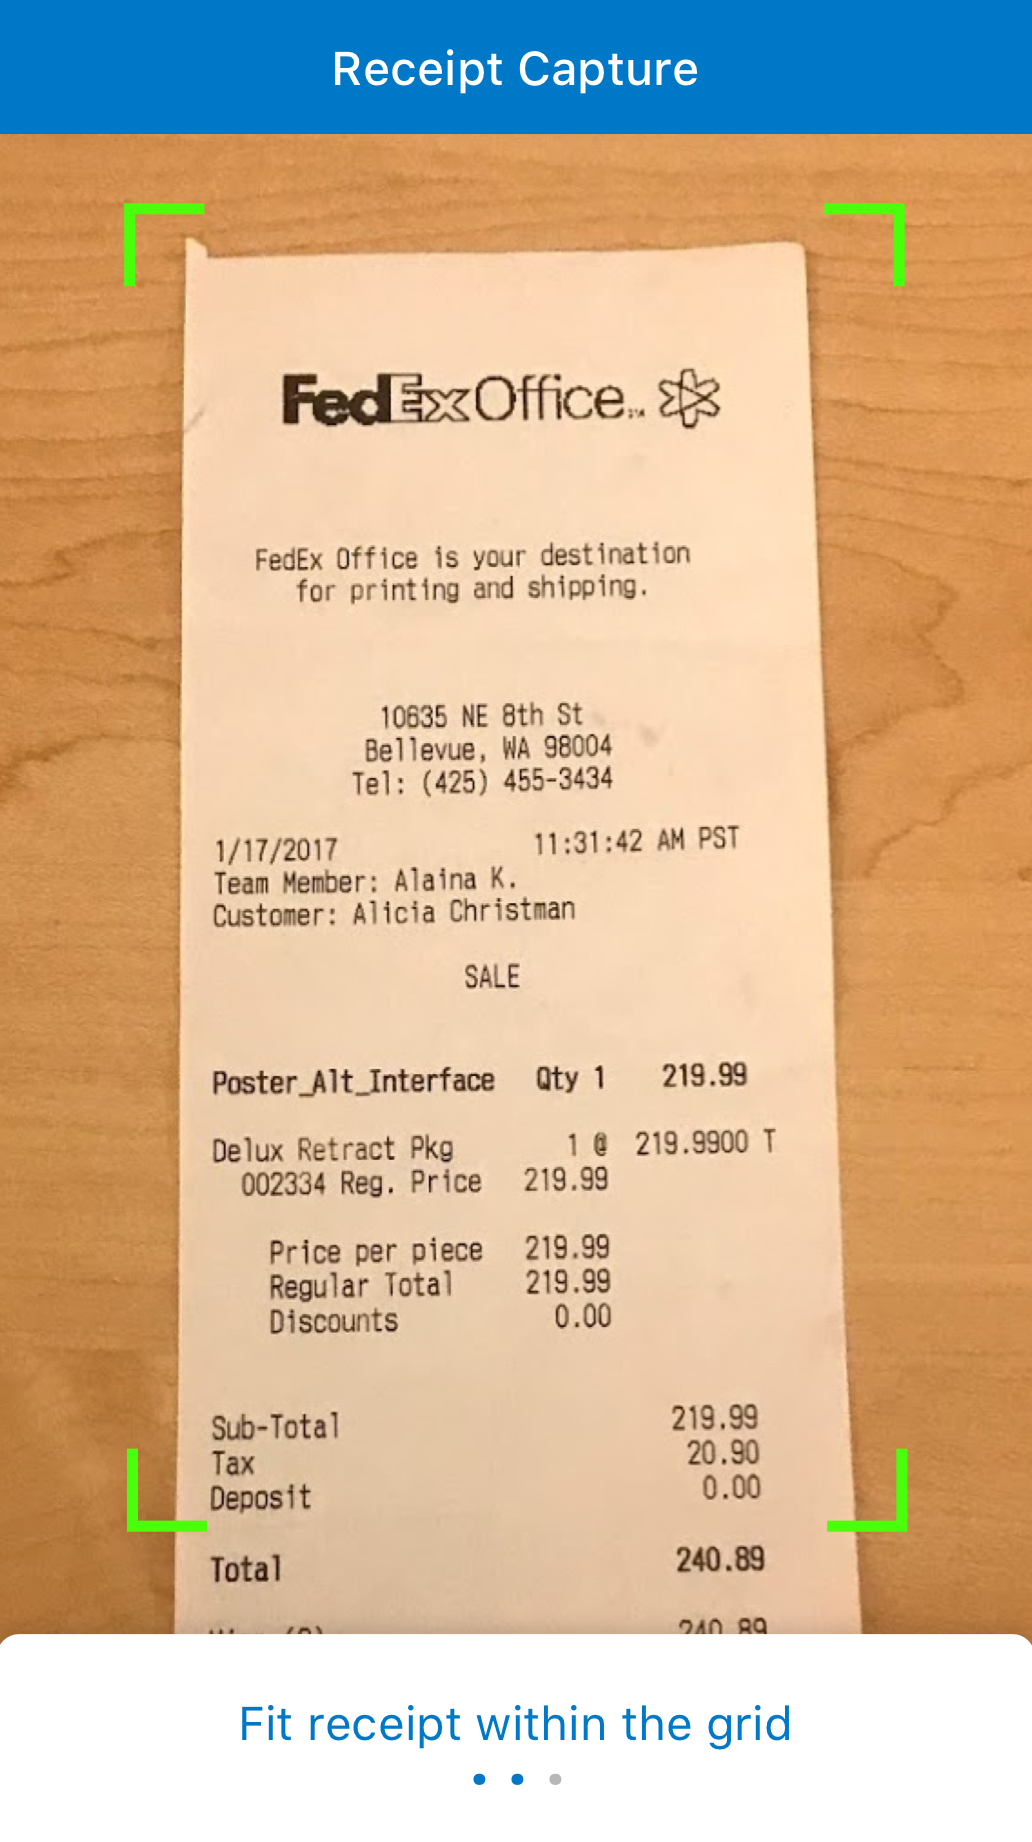 Receipt Capture
FedEx Office
FedEx Office is your destination
for printing and shipping.
10635 NE 8th St
Bellevue, WA 98004
Tel: (425) 455-3434
1/17/2017 11:31:42 AM PST
Team Member: Alaina K.
Customer: Alicia Christman
SALE
Poster_Alt_Interface Qty 1 219.99
Delux Retract Pkg 1 @ 219.9900 T
002334 Reg. Price 219.99
Price per piece 219.99
Regular Total 219.99
Discounts 0.00
Sub-Total 219.99
Tax 20.90
Deposit 0.00
Total 240.89
240.89
Fit receipt within the grid